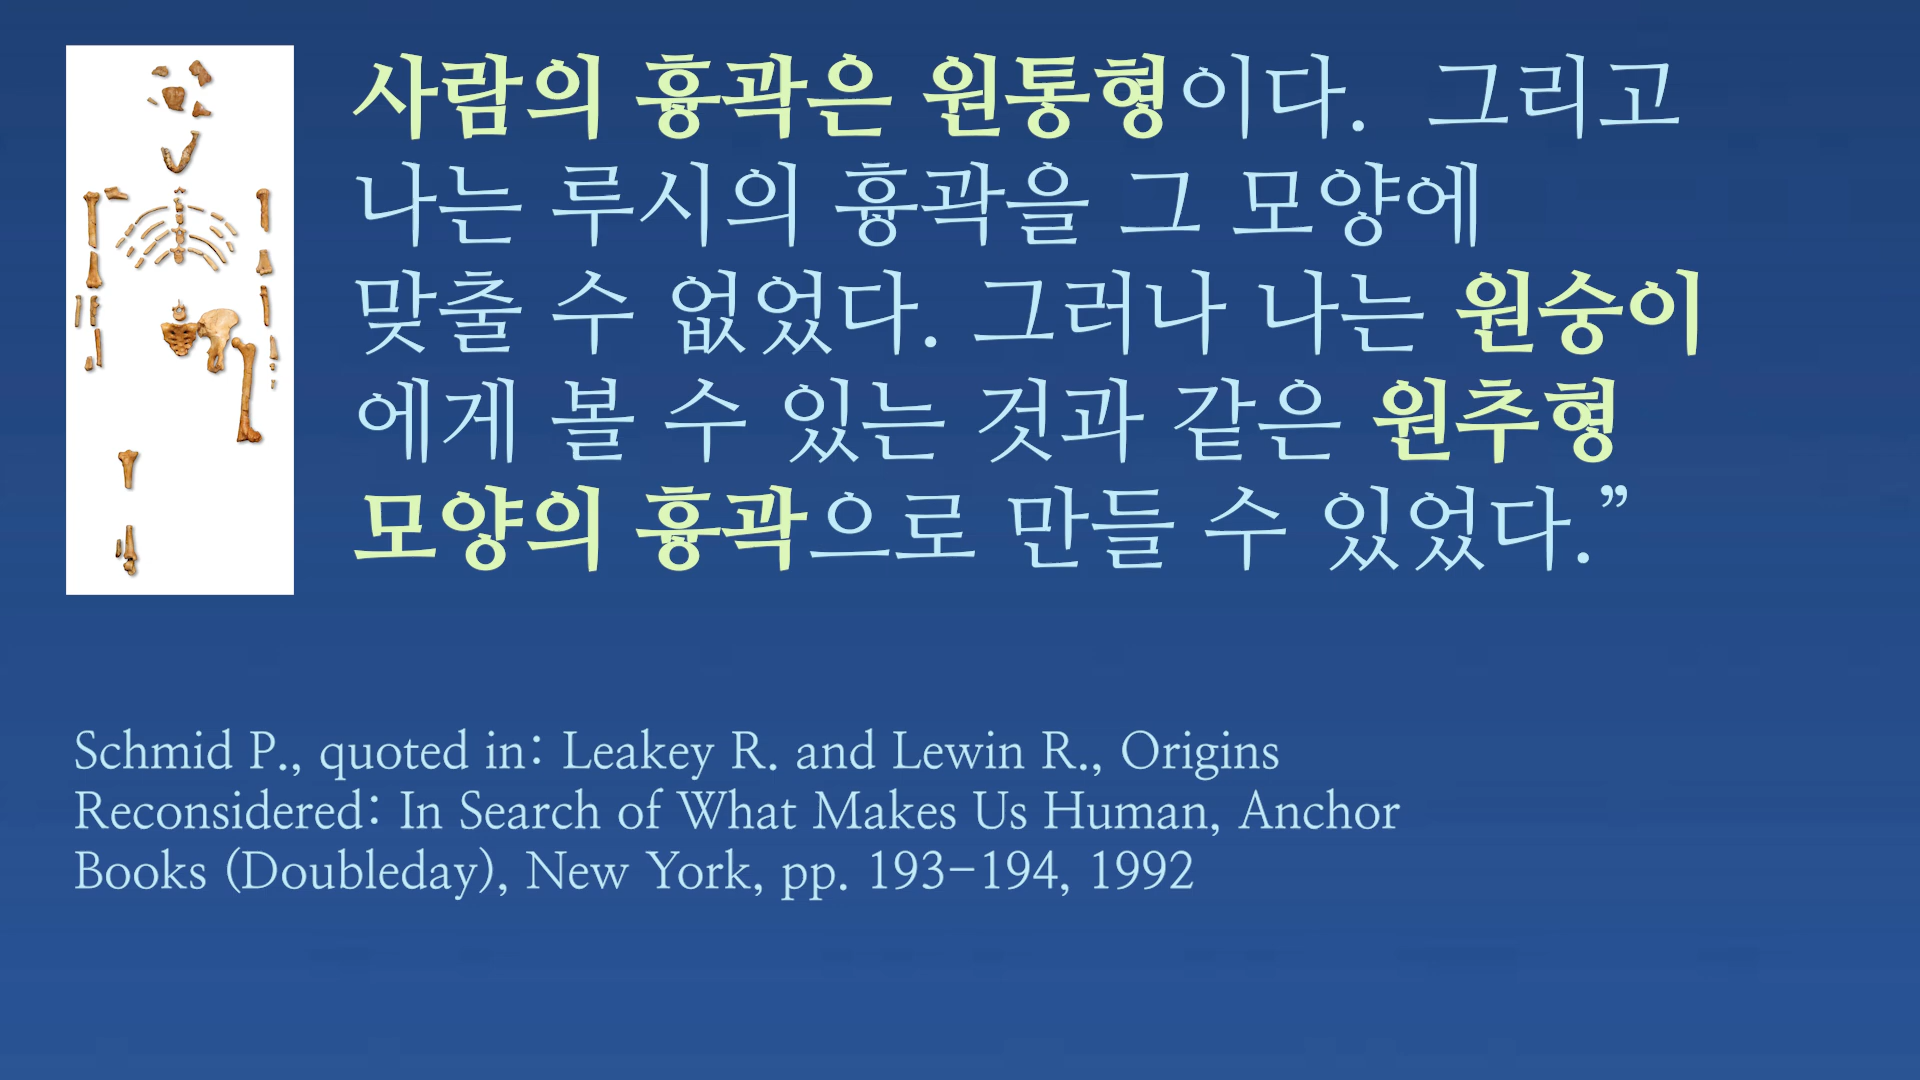 사람의 흉곽은 원통형이다. 그리고
나는 루시의 흉곽을 그 모양에
맞출 수 없었다. 그러나 나는 원숭이
에게 볼 수 있는 것과 같은 원추형
모양의 흉곽으로 만들 수 있었다.”
Schmid P., quoted in: Leakey R. and Lewin R., Origins
Reconsidered: In Search of What Makes Us Human, Anchor
Books (Doubleday), New York, pp. 193-194, 1992